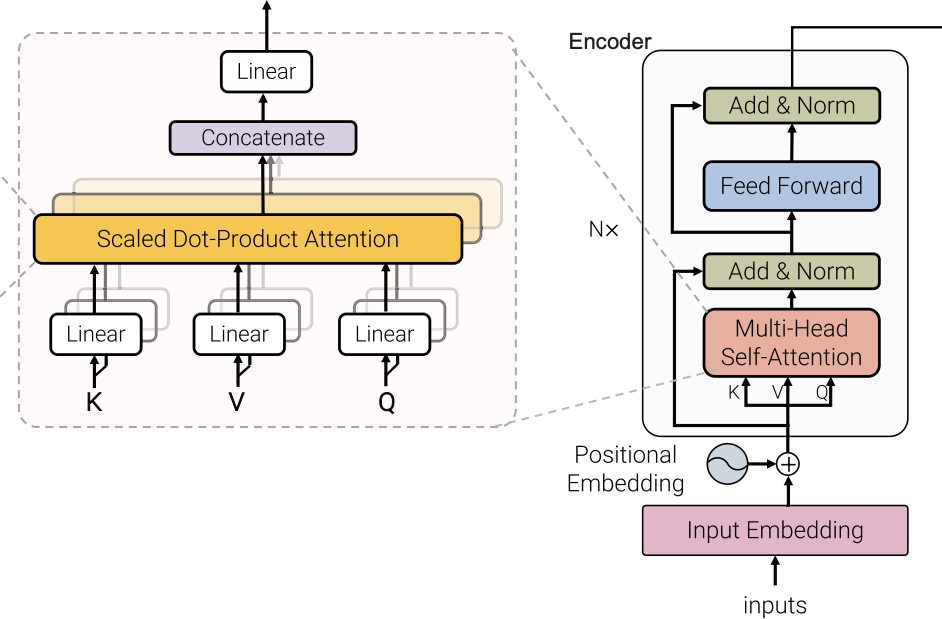 Linear
Concatenate
Scaled Dot-Product Attention
Linear
Linear
Linear
K
V
Q
Encoder
Add & Norm
Feed Forward
N×
Add & Norm
Multi-Head
Self-Attention
K
V
Q
Positional
Embedding
Input Embedding
inputs